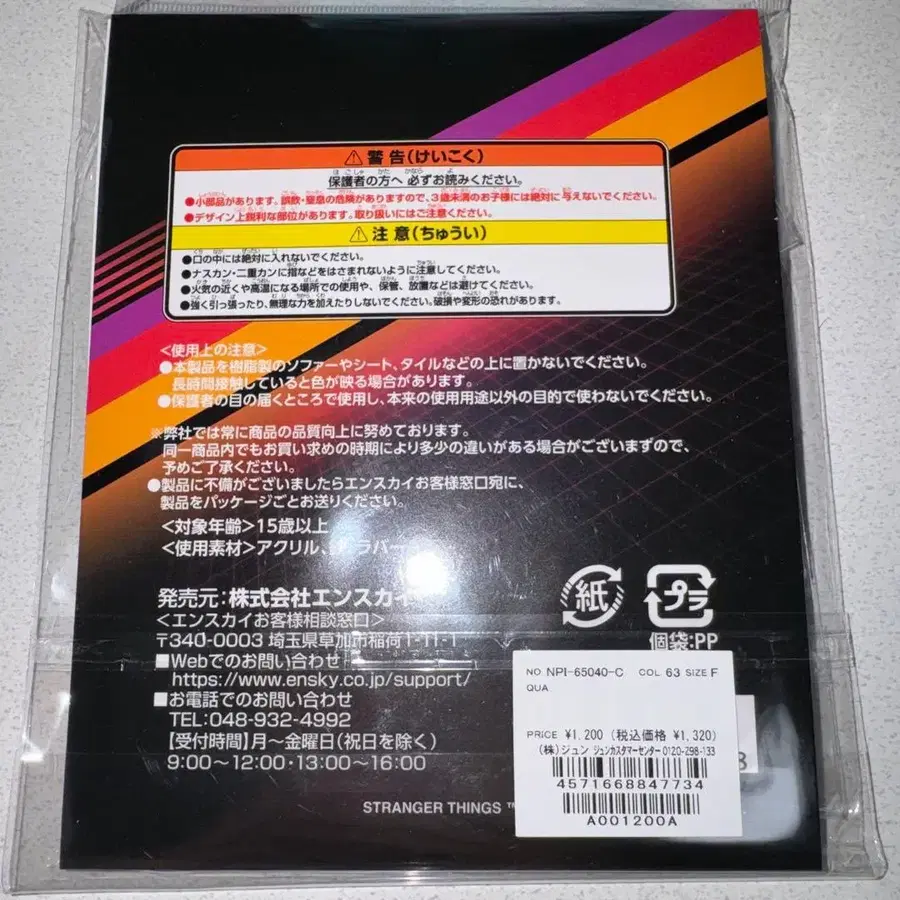 ⚠警告(けいこく)
保護者の方へ 必ずお読みください。
●小部品があります。誤飲・窒息の危険がありますので、3歳未満のお子様には絶対に与えないでください。
●デザイン上鋭利な部位があります。取り扱いにはご注意ください。
⚠注意(ちゅうい)
●口の中には絶対に入れないでください。
●ナスカン・二重カンに指などをはさまれないように注意してください。
●火気の近くや高温になる場所での使用や、保管、放置などは避けてください。
●強く引っ張ったり、無理な力を加えたりしないでください。破損や変形の恐れがあります。
<使用上の注意>
●本製品を樹脂製のソファーやシート、タイルなどの上に置かないでください。
長時間接触していると色が映る場合があります。
●保護者の目の届くところで使用し、本来の使用用途以外の目的で使わないでください。
※弊社では常に商品の品質向上に努めております。
同一商品内でもお買い求めの時期により多少の違いがある場合がございますので、
予めご了承ください。
●製品に不備がございましたらエンスカイお客様窓口宛に、
製品をパッケージごとお送りください。
<対象年齢>15歳以上
<使用素材>アクリル、ラバー
発売元:株式会社エンスカイ
<エンスカイお客様相談窓口>
〒340-0003 埼玉県草加市稲荷1-11-1
■Webでのお問い合わせ
https://www.ensky.co.jp/support/
■お電話でのお問い合わせ
TEL:048-932-4992
【受付時間】月〜金曜日(祝日を除く)
9:00〜12:00・13:00〜16:00
紙
プラ
個袋:PP
NO NPI-65040-C COL 63 SIZE F
QUA
PRICE ¥1,200 (税込価格 ¥1,320)
(株)ジュン ジュンカスタマーセンター 0120-298-133
4571668847734
A001200A
STRANGER THINGS ™